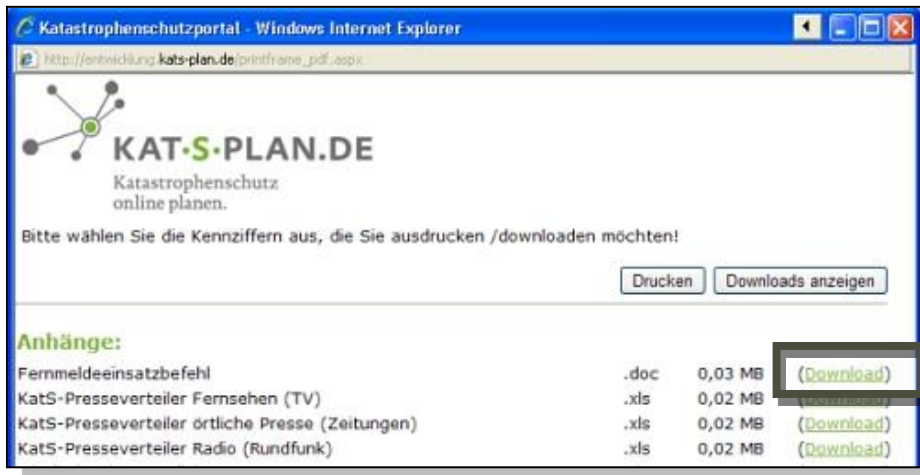 Katastrophenschutzportal - Windows Internet Explorer
http://entwicklung.kats-plan.de/printframe_pdf.aspx
KAT·S·PLAN.DE
Katastrophenschutz
online planen.
Bitte wählen Sie die Kennziffern aus, die Sie ausdrucken /downloaden möchten!
Drucken Downloads anzeigen
Anhänge:
Fernmeldeeinsatzbefehl .doc 0,03 MB (Download)
KatS-Presseverteiler Fernsehen (TV) .xls 0,02 MB (Download)
KatS-Presseverteiler örtliche Presse (Zeitungen) .xls 0,02 MB (Download)
KatS-Presseverteiler Radio (Rundfunk) .xls 0,02 MB (Download)